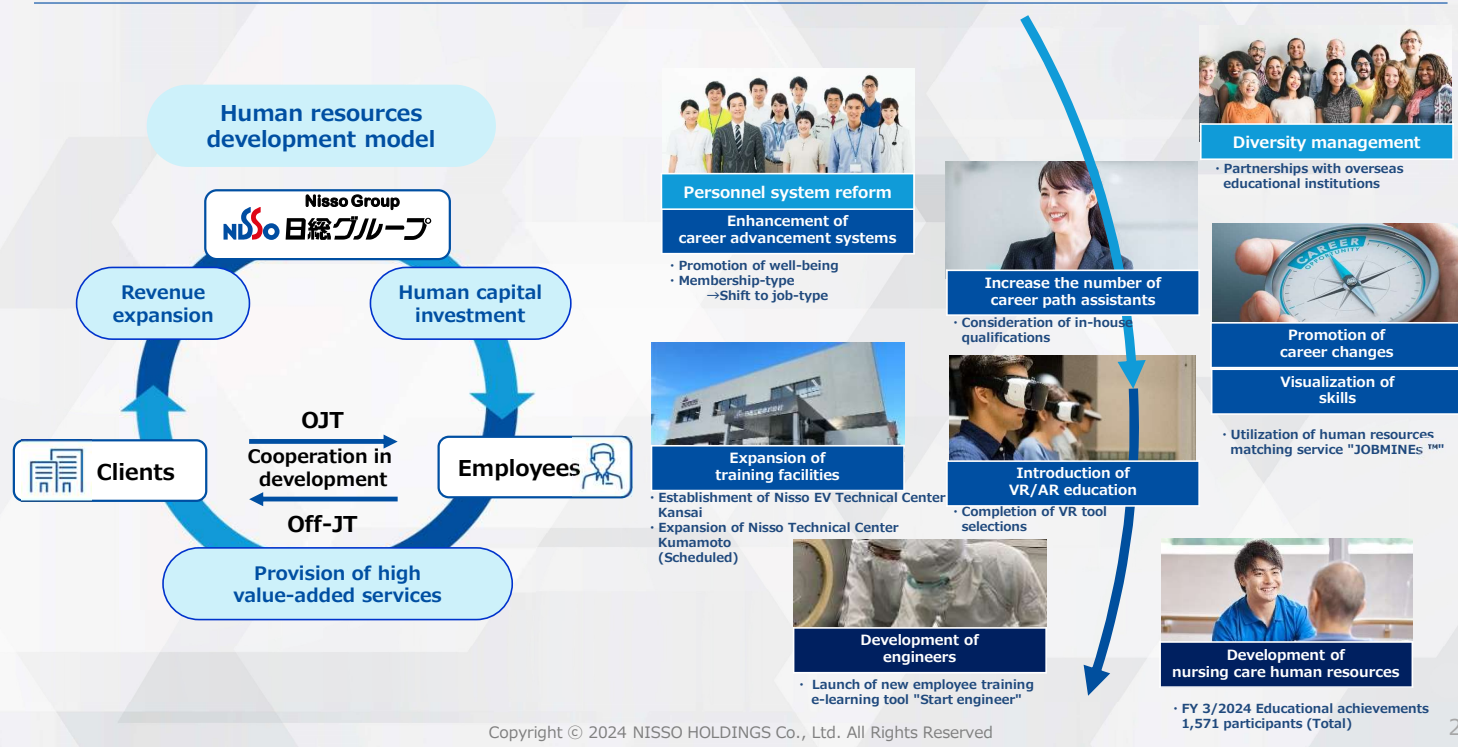 Human resources
development model
Nisso Group
NISSO 日総グループ
Revenue
expansion
Human capital
investment
Clients
OJT
Cooperation in
development
Off-JT
Employees
Provision of high
value-added services
Personnel system reform
Enhancement of
career advancement systems
・Promotion of well-being
・Membership-type
→Shift to job-type
Increase the number of
career path assistants
・Consideration of in-house
qualifications
Diversity management
・Partnerships with overseas
educational institutions
CAREER
OPPORTUNITY
Promotion of
career changes
Visualization of
skills
・Utilization of human resources
matching service "JOBMINEs ™"
Expansion of
training facilities
・Establishment of Nisso EV Technical Center
Kansai
・Expansion of Nisso Technical Center
Kumamoto
(Scheduled)
Introduction of
VR/AR education
・Completion of VR tool
selections
Development of
engineers
・ Launch of new employee training
e-learning tool "Start engineer"
Development of
nursing care human resources
・FY 3/2024 Educational achievements
1,571 participants (Total)
Copyright © 2024 NISSO HOLDINGS Co., Ltd. All Rights Reserved